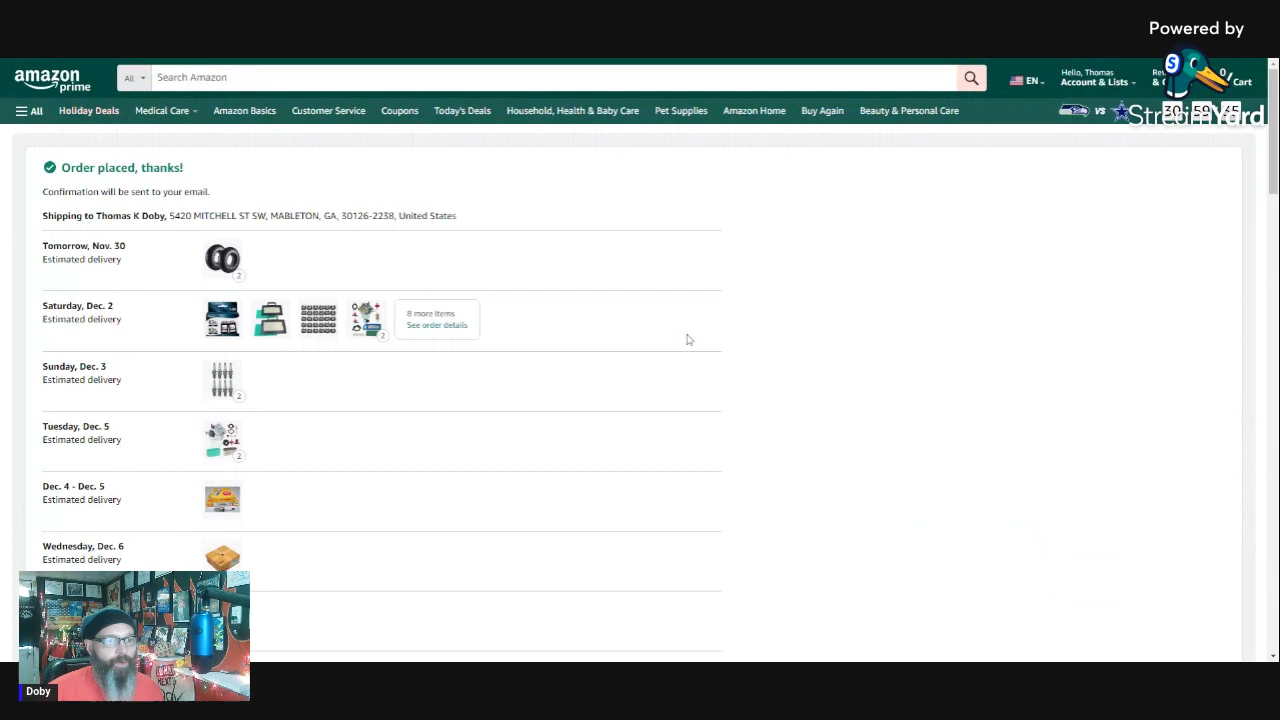 Powered by
amazon
prime
All
Search Amazon
EN
Hello, Thomas
Account & Lists
0
Cart
All
Holiday Deals
Medical Care
Amazon Basics
Customer Service
Coupons
Today's Deals
Household, Health & Baby Care
Pet Supplies
Amazon Home
Buy Again
Beauty & Personal Care
VS
StreamYard
Order placed, thanks!
Confirmation will be sent to your email.
Shipping to Thomas K Doby, 5420 MITCHELL ST SW, MABLETON, GA, 30126-2238, United States
Tomorrow, Nov. 30
Estimated delivery
2
Saturday, Dec. 2
Estimated delivery
2
8 more items
See order details
Sunday, Dec. 3
Estimated delivery
2
Tuesday, Dec. 5
Estimated delivery
2
Dec. 4 - Dec. 5
Estimated delivery
Wednesday, Dec. 6
Estimated delivery
Doby